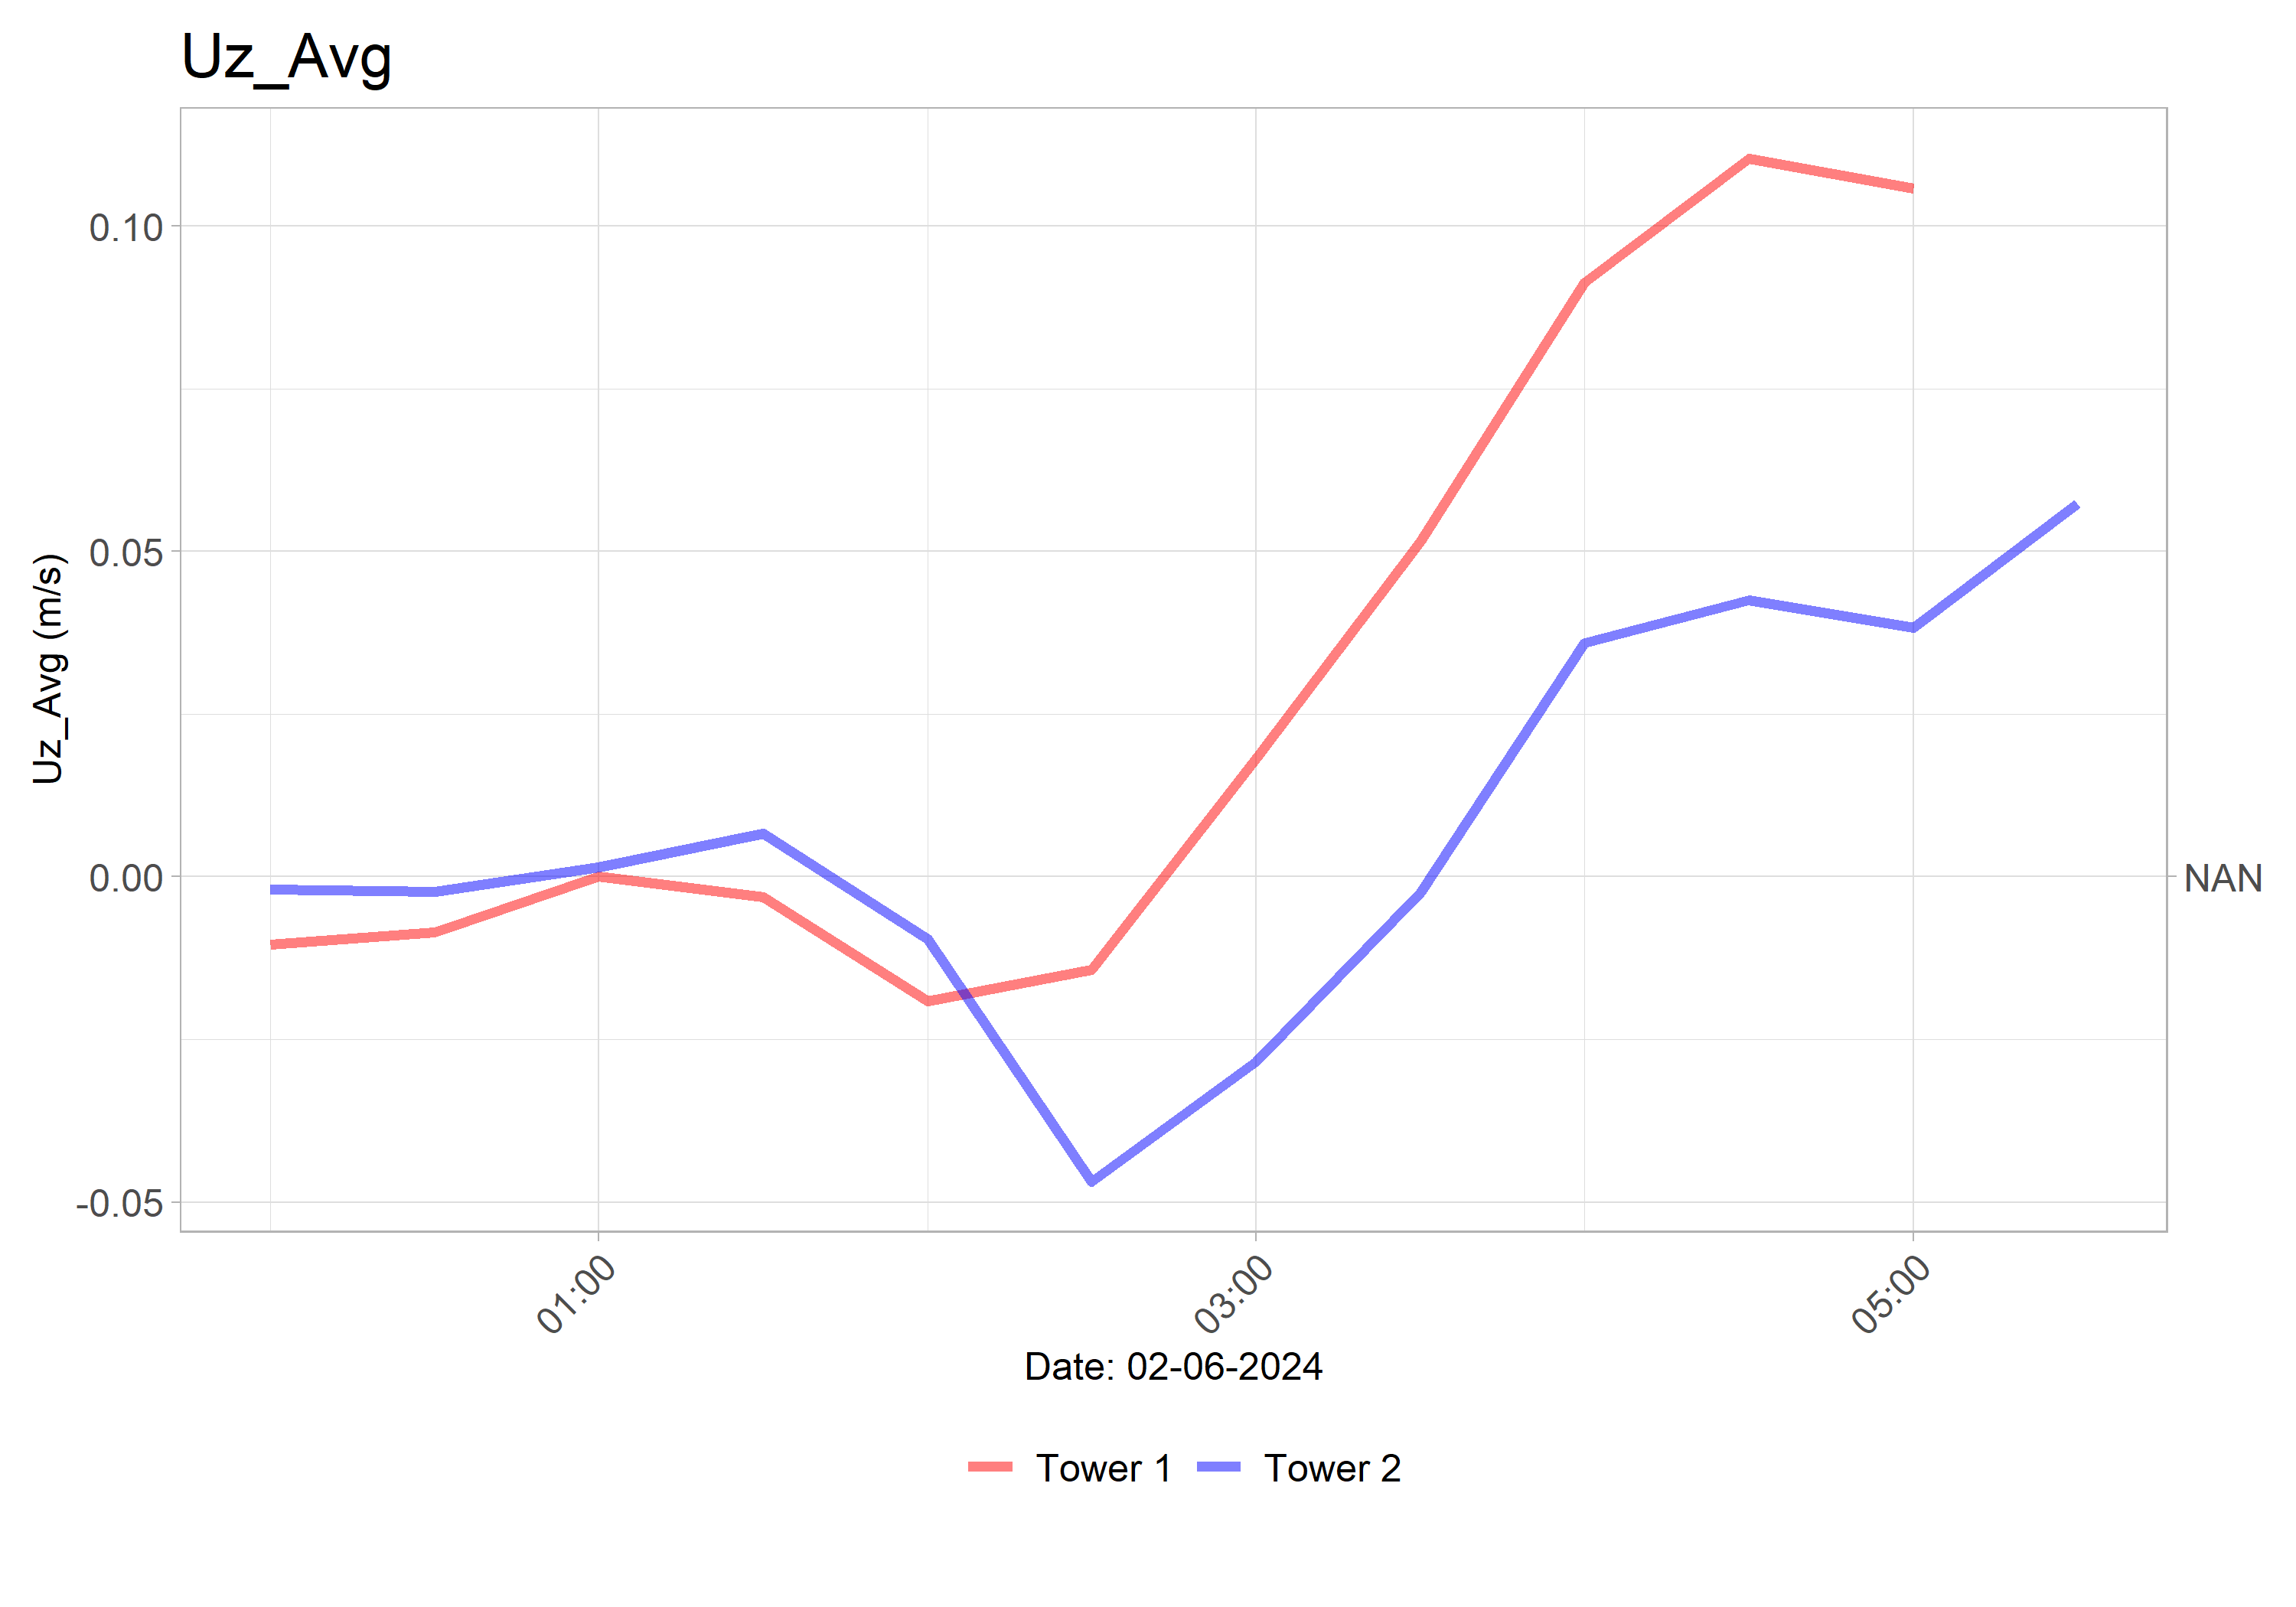 Uz_Avg
Uz_Avg (m/s)
0.10
0.05
0.00
-0.05
NAN
01:00
03:00
05:00
Date: 02-06-2024
Tower 1
Tower 2